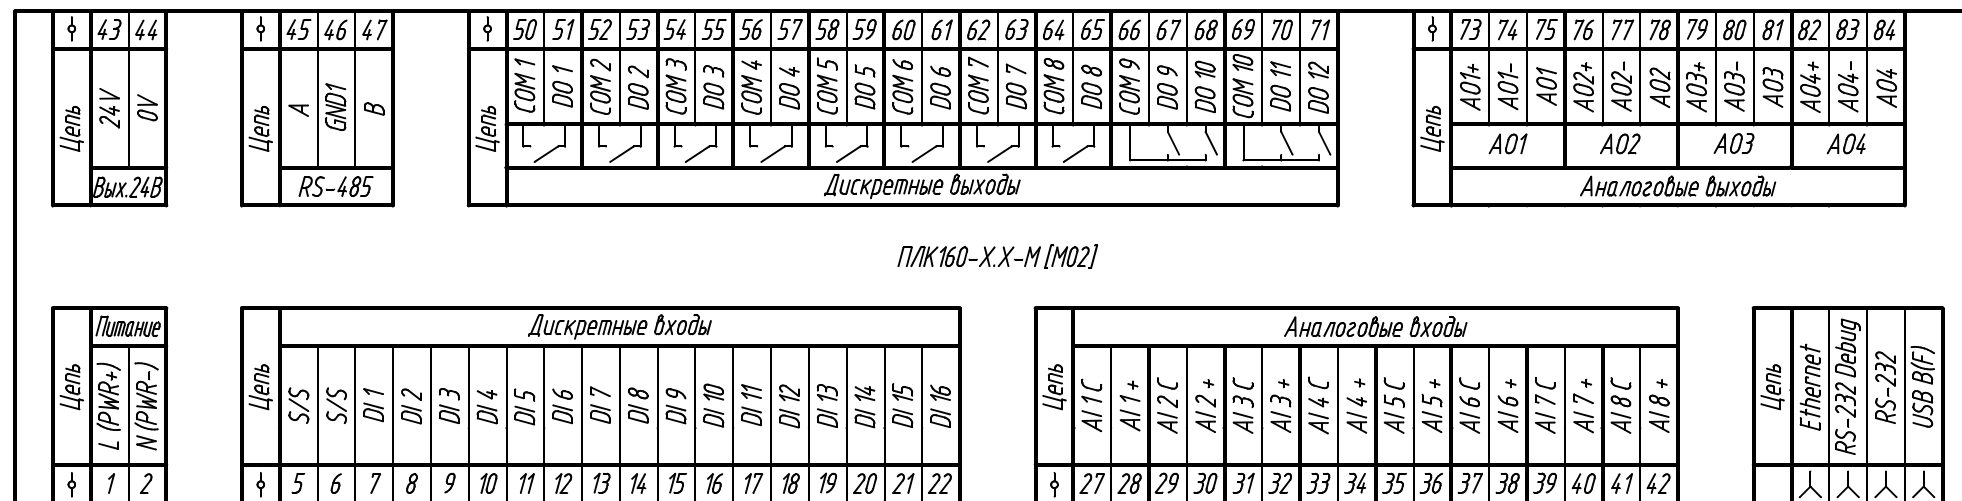 43 44
Цепь 24V 0V
Вых.24В
45 46 47
Цепь A GND1 B
RS-485
50 51 52 53 54 55 56 57 58 59 60 61 62 63 64 65 66 67 68 69 70 71
Цепь COM 1 DO 1 COM 2 DO 2 COM 3 DO 3 COM 4 DO 4 COM 5 DO 5 COM 6 DO 6 COM 7 DO 7 COM 8 DO 8 COM 9 DO 9 DO 10 COM 10 DO 11 DO 12
Дискретные выходы
73 74 75 76 77 78 79 80 81 82 83 84
Цепь AO1+ AO1- AO1 AO2+ AO2- AO2 AO3+ AO3- AO3 AO4+ AO4- AO4
AO1 AO2 AO3 AO4
Аналоговые выходы
ПЛК160-X.X-M [M02]
Питание
Цепь L (PWR+) N (PWR-)
1 2
Дискретные входы
Цепь S/S S/S DI 1 DI 2 DI 3 DI 4 DI 5 DI 6 DI 7 DI 8 DI 9 DI 10 DI 11 DI 12 DI 13 DI 14 DI 15 DI 16
5 6 7 8 9 10 11 12 13 14 15 16 17 18 19 20 21 22
Аналоговые входы
Цепь AI 1 C AI 1 + AI 2 C AI 2 + AI 3 C AI 3 + AI 4 C AI 4 + AI 5 C AI 5 + AI 6 C AI 6 + AI 7 C AI 7 + AI 8 C AI 8 +
27 28 29 30 31 32 33 34 35 36 37 38 39 40 41 42
Цепь Ethernet RS-232 Debug RS-232 USB B(F)